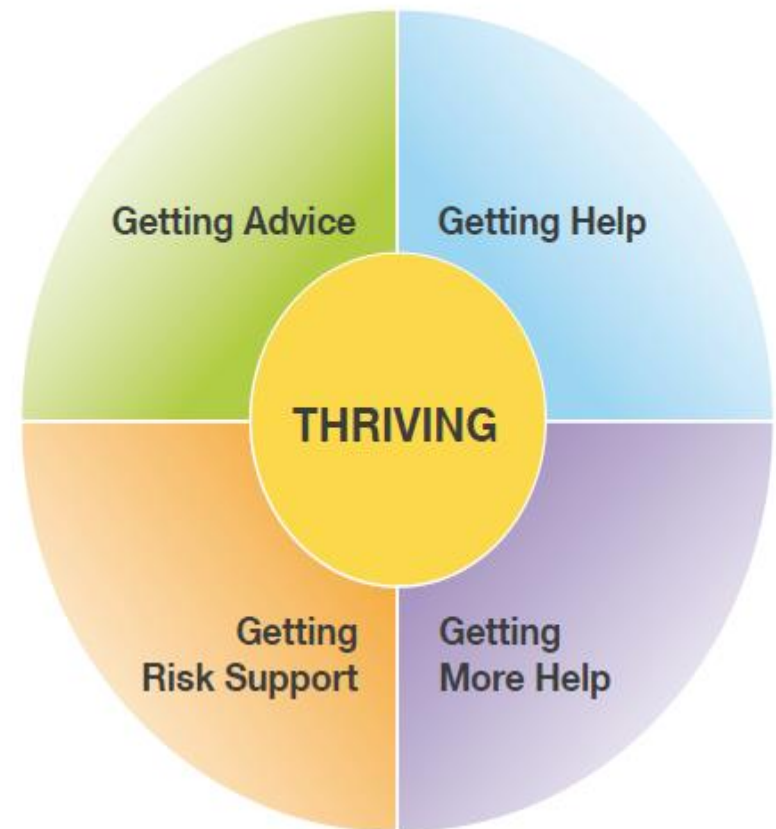 Getting Advice
Getting Help
THRIVING
Getting
Risk Support
Getting
More Help